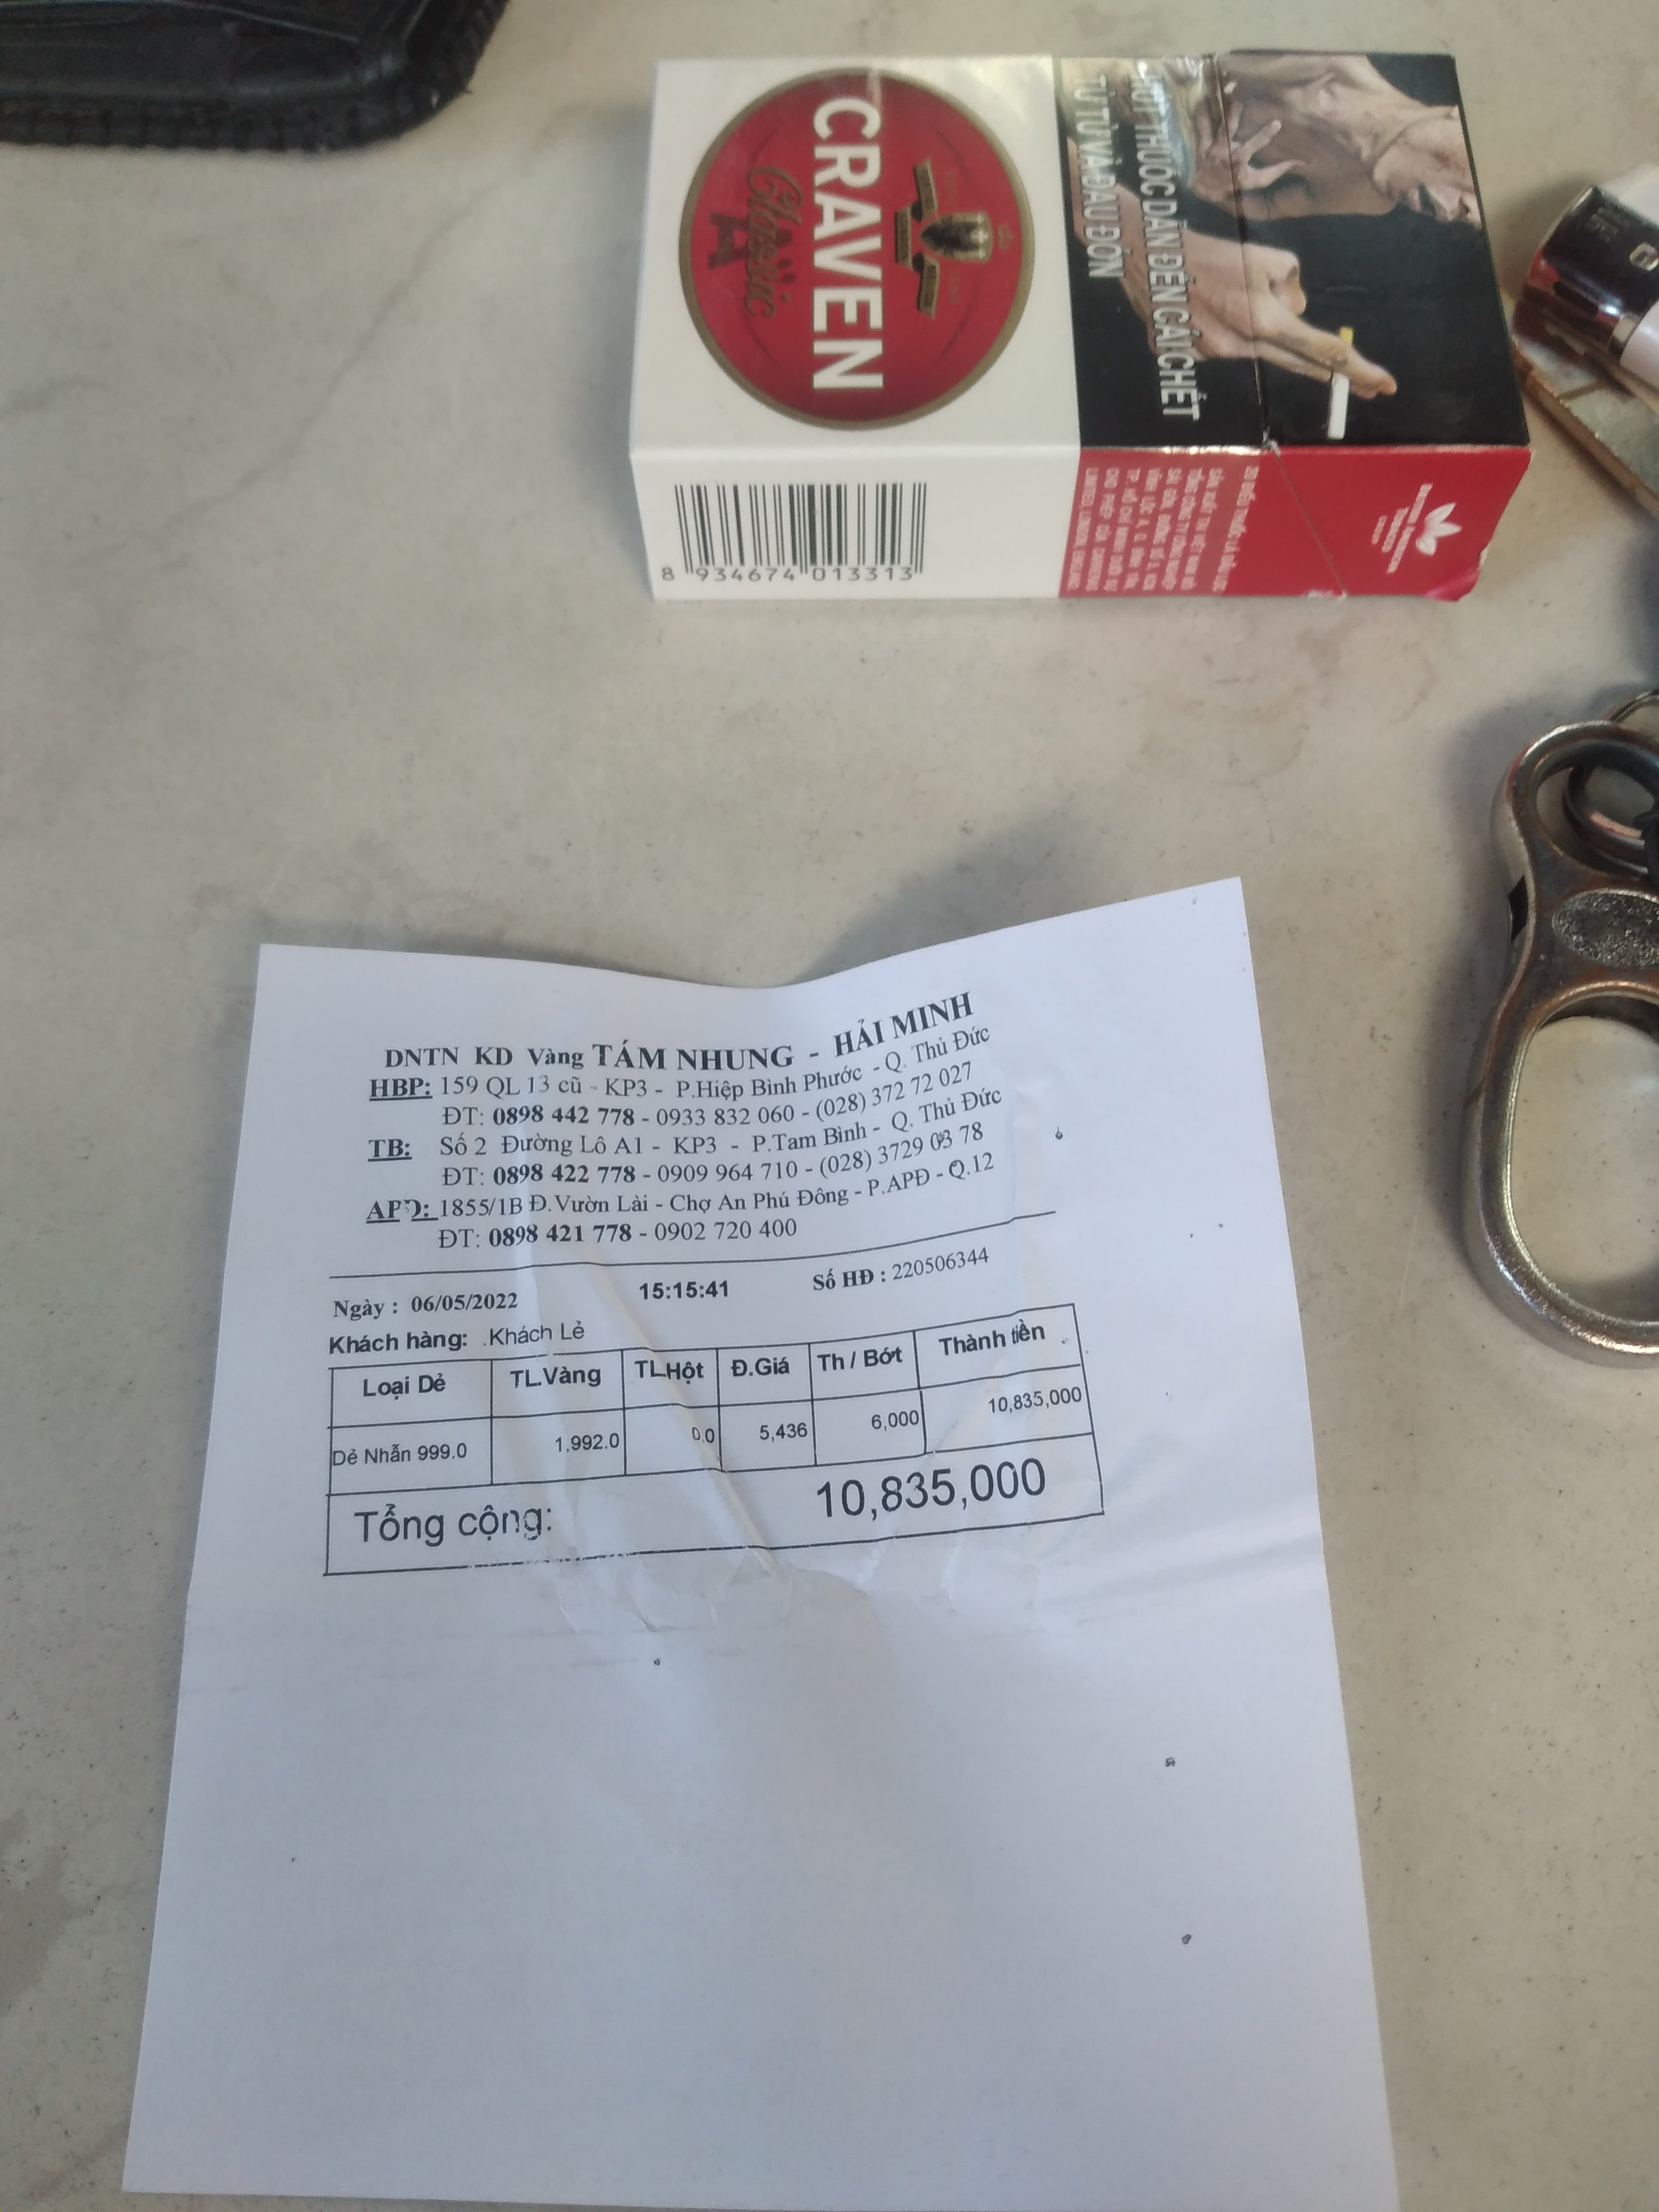 CRAVEN
Classic
HÚT THUỐC DẪN ĐẾN CÁI CHẾT
TỪ TỪ VÀ ĐAU ĐỚN
8 934674 013313
DNTN KD Vàng TÁM NHUNG - HẢI MINH
HBP: 159 QL 13 cũ - KP3 - P.Hiệp Bình Phước - Q. Thủ Đức
ĐT: 0898 442 778 - 0933 832 060 - (028) 372 72 027
TB: Số 2 Đường Lô A1 - KP3 - P.Tam Bình - Q. Thủ Đức
ĐT: 0898 422 778 - 0909 964 710 - (028) 3729 03 78
APĐ: 1855/1B Đ.Vườn Lài - Chợ An Phú Đông - P.APĐ - Q.12
ĐT: 0898 421 778 - 0902 720 400
Ngày : 06/05/2022 15:15:41 Số HĐ : 220506344
Khách hàng: .Khách Lẻ
Loại Dẻ TL.Vàng TL.Hột Đ.Giá Th / Bớt Thành tiền
Dẻ Nhẫn 999.0 1,992.0 0.0 5,436 6,000 10,835,000
Tổng cộng: 10,835,000